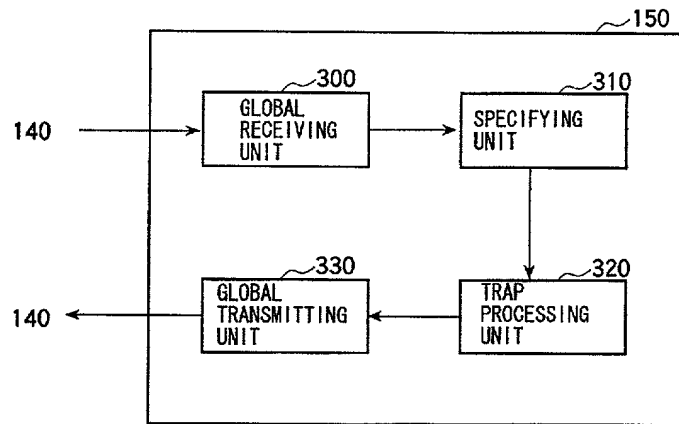 150
300
310
GLOBAL
RECEIVING
UNIT
SPECIFYING
UNIT
140
330
320
GLOBAL
TRANSMITTING
UNIT
TRAP
PROCESSING
UNIT
140